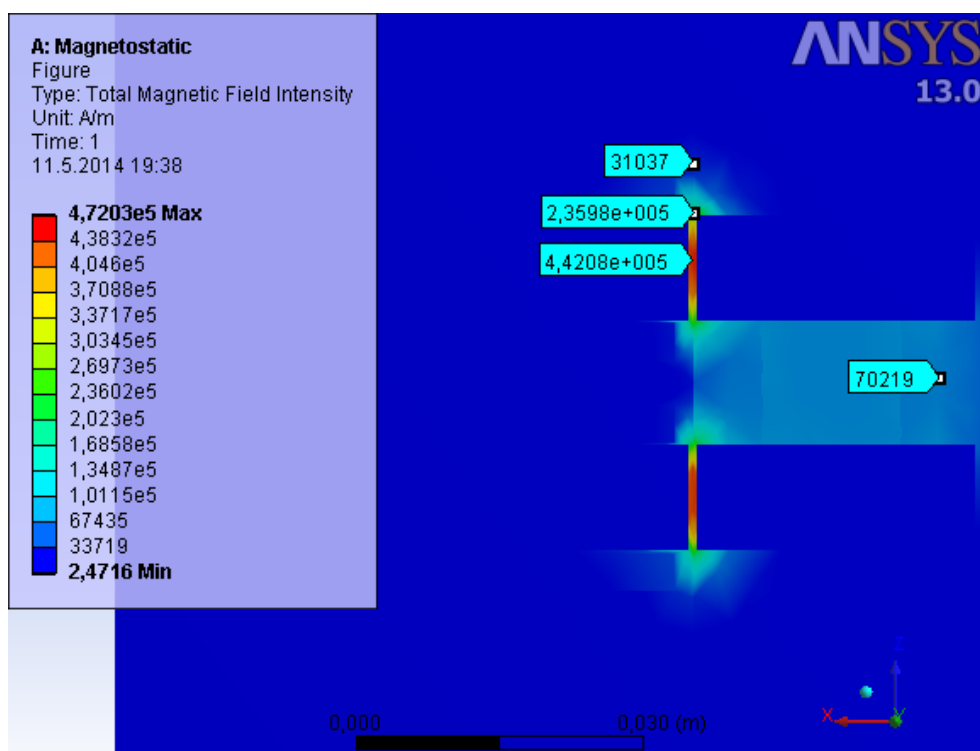 A: Magnetostatic
Figure
Type: Total Magnetic Field Intensity
Unit: A/m
Time: 1
11.5.2014 19:38
4,7203e5 Max
4,3832e5
4,046e5
3,7088e5
3,3717e5
3,0345e5
2,6973e5
2,3602e5
2,023e5
1,6858e5
1,3487e5
1,0115e5
67435
33719
2,4716 Min
ANSYS
13.0
31037
2,3598e+005
4,4208e+005
70219
Z
X
Y
0,000
0,030 (m)